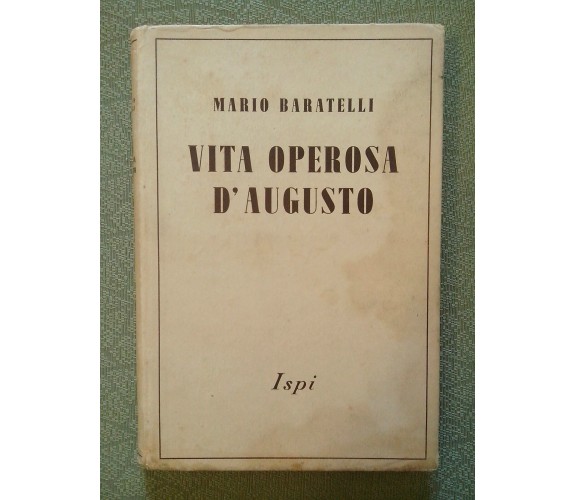 MARIO BARATELLI
VITA OPEROSA
D'AUGUSTO
Ispi